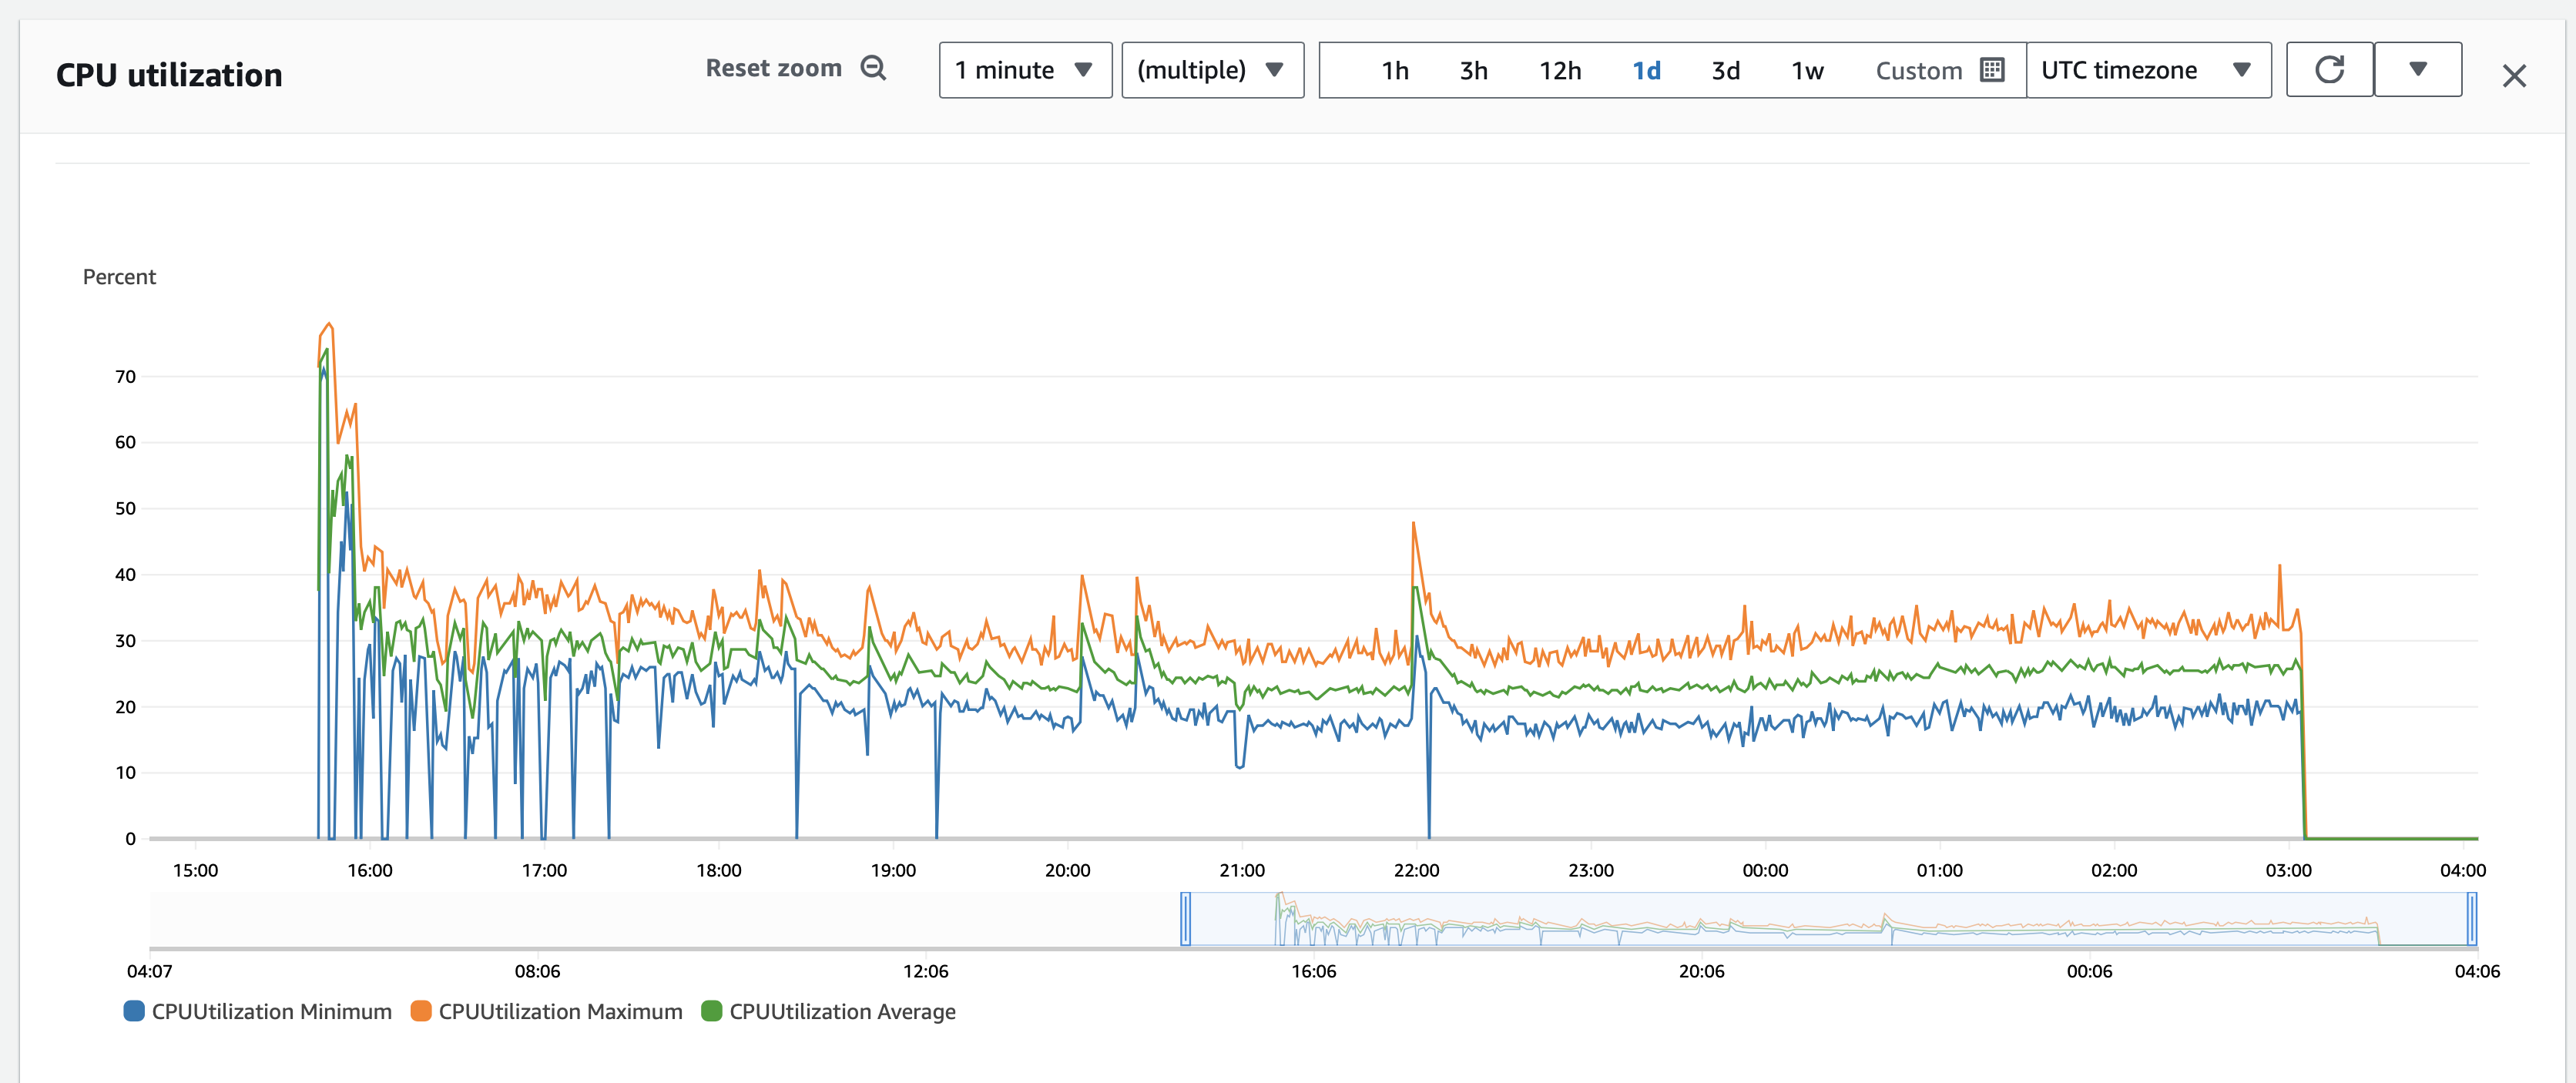 CPU utilization Reset zoom 1 minute (multiple) 1h 3h 12h 1d 3d 1w Custom UTC timezone
Percent
70
60
50
40
30
20
10
0
15:00 16:00 17:00 18:00 19:00 20:00 21:00 22:00 23:00 00:00 01:00 02:00 03:00 04:00
04:07 08:06 12:06 16:06 20:06 00:06 04:06
CPUUtilization Minimum CPUUtilization Maximum CPUUtilization Average